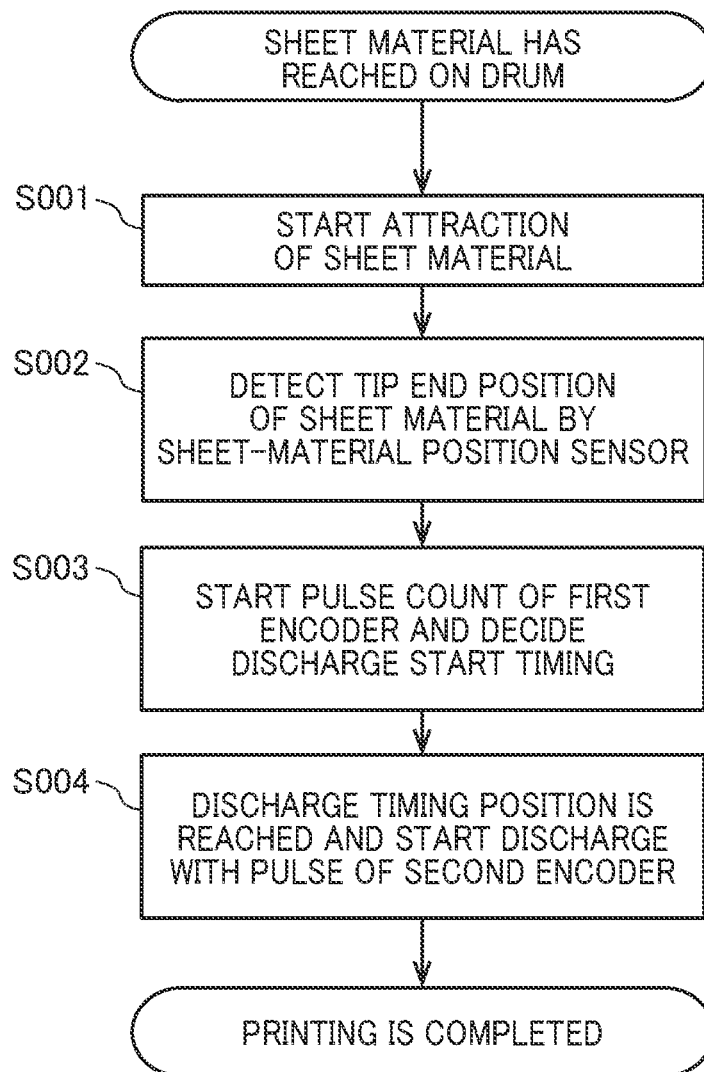 SHEET MATERIAL HAS
REACHED ON DRUM
S001
START ATTRACTION
OF SHEET MATERIAL
S002
DETECT TIP END POSITION
OF SHEET MATERIAL BY
SHEET-MATERIAL POSITION SENSOR
S003
START PULSE COUNT OF FIRST
ENCODER AND DECIDE
DISCHARGE START TIMING
S004
DISCHARGE TIMING POSITION IS
REACHED AND START DISCHARGE
WITH PULSE OF SECOND ENCODER
PRINTING IS COMPLETED